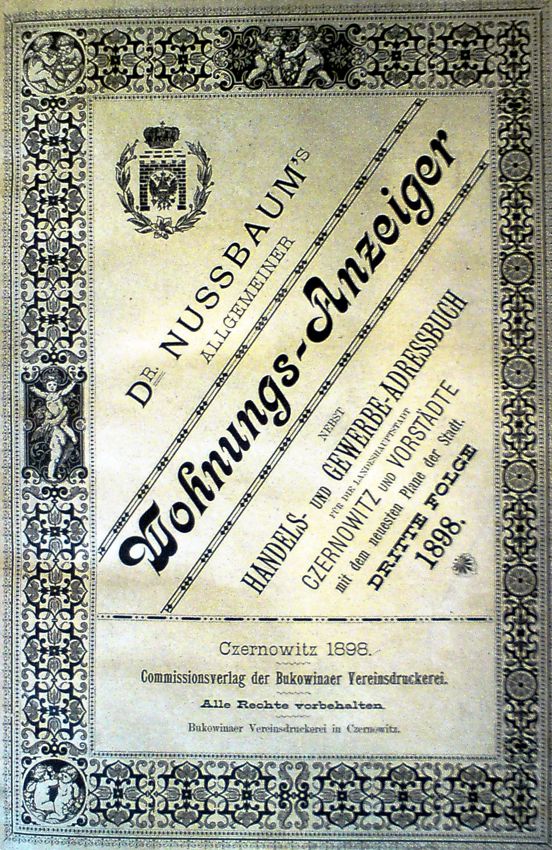 DR. NUSSBAUM'S
ALLGEMEINER
Wohnungs-Anzeiger
NEBST
HANDELS- UND GEWERBE-ADRESSBUCH
FÜR DIE LANDESHAUPTSTADT
CZERNOWITZ UND VORSTÄDTE
mit dem neuesten Plane der Stadt.
DRITTE FOLGE
1898.
Czernowitz 1898.
Commissionsverlag der Bukowinaer Vereinsdruckerei.
Alle Rechte vorbehalten.
Bukowinaer Vereinsdruckerei in Czernowitz.